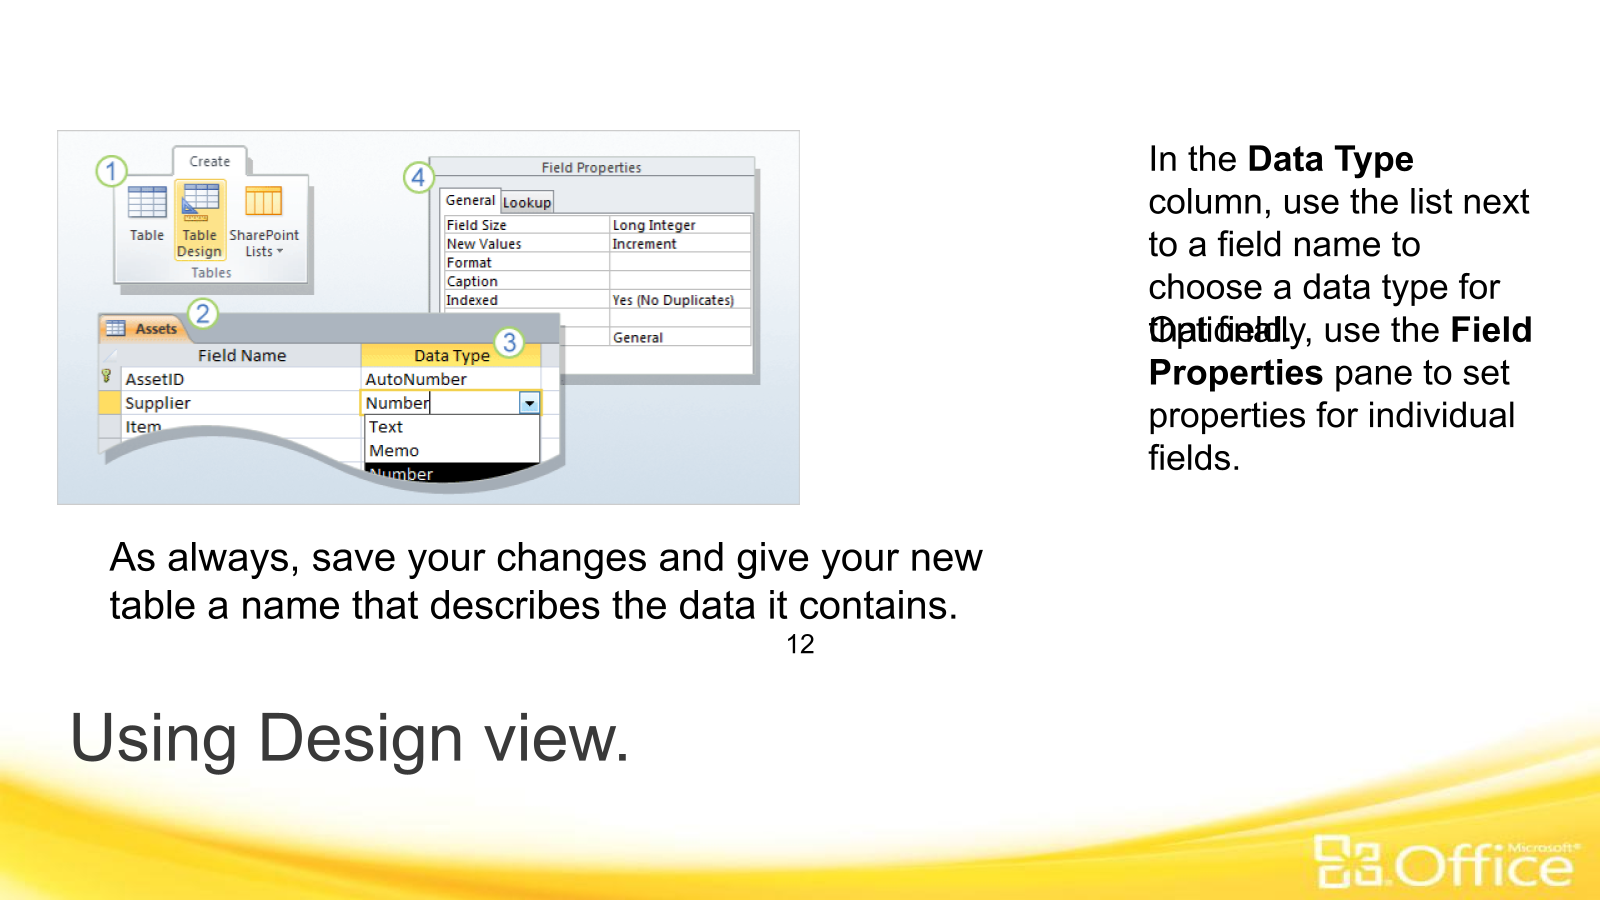 1
Create
Table
Table Design
SharePoint Lists
Tables
4
Field Properties
General
Lookup
Field Size Long Integer
New Values Increment
Format
Caption
Indexed Yes (No Duplicates)
General
2
Assets
3
Field Name Data Type
AssetID AutoNumber
Supplier Number
Item
Text
Memo
Number
In the Data Type
column, use the list next
to a field name to
choose a data type for
that field.
Optionally, use the Field
Properties pane to set
properties for individual
fields.
As always, save your changes and give your new
table a name that describes the data it contains.
12
Using Design view.
Microsoft®
Office